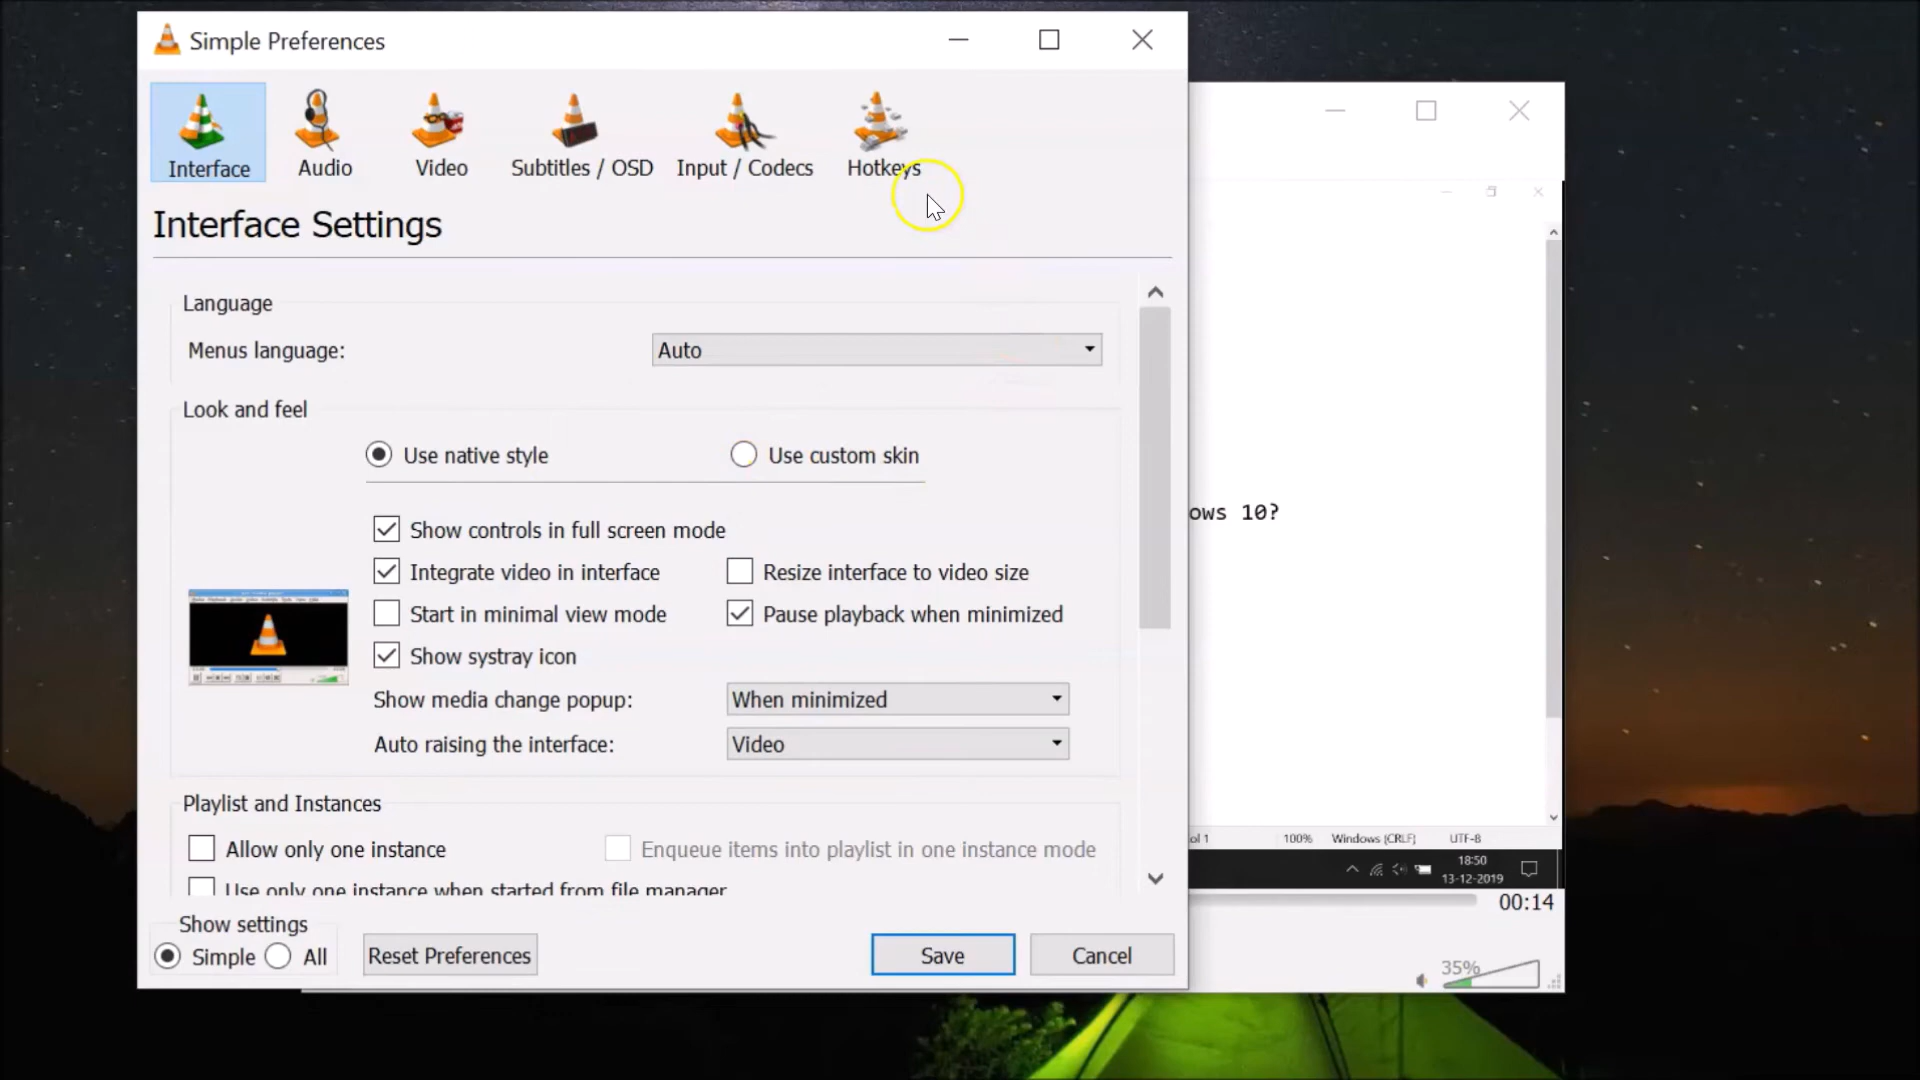 Simple Preferences
Interface
Audio
Video
Subtitles / OSD
Input / Codecs
Hotkeys
Interface Settings
Language
Menus language:
Auto
Look and feel
Use native style
Use custom skin
Show controls in full screen mode
Integrate video in interface
Resize interface to video size
Start in minimal view mode
Pause playback when minimized
Show systray icon
Show media change popup:
When minimized
Auto raising the interface:
Video
Playlist and Instances
Allow only one instance
Enqueue items into playlist in one instance mode
Use only one instance when started from file manager
Show settings
Simple
All
Reset Preferences
Save
Cancel
ows 10?
ol 1
100%
Windows (CRLF)
UTF-8
18:50
13-12-2019
00:14
35%